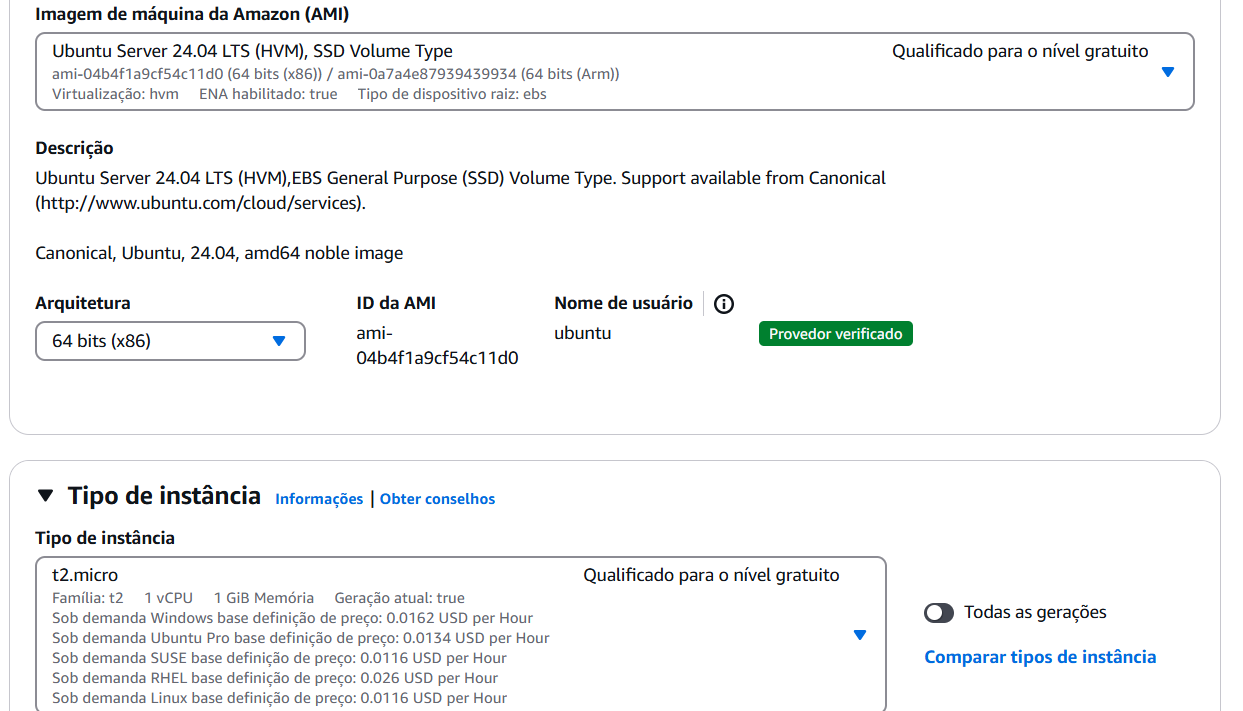 Imagem de máquina da Amazon (AMI)
Ubuntu Server 24.04 LTS (HVM), SSD Volume Type
Qualificado para o nível gratuito
ami-04b4f1a9cf54c11d0 (64 bits (x86)) / ami-0a7a4e87939439934 (64 bits (Arm))
Virtualização: hvm ENA habilitado: true Tipo de dispositivo raiz: ebs
Descrição
Ubuntu Server 24.04 LTS (HVM),EBS General Purpose (SSD) Volume Type. Support available from Canonical
(http://www.ubuntu.com/cloud/services).
Canonical, Ubuntu, 24.04, amd64 noble image
Arquitetura
64 bits (x86)
ID da AMI
ami-
04b4f1a9cf54c11d0
Nome de usuário
ubuntu
Provedor verificado
Tipo de instância Informações | Obter conselhos
Tipo de instância
t2.micro
Qualificado para o nível gratuito
Família: t2 1 vCPU 1 GiB Memória Geração atual: true
Sob demanda Windows base definição de preço: 0.0162 USD per Hour
Sob demanda Ubuntu Pro base definição de preço: 0.0134 USD per Hour
Sob demanda SUSE base definição de preço: 0.0116 USD per Hour
Sob demanda RHEL base definição de preço: 0.026 USD per Hour
Sob demanda Linux base definição de preço: 0.0116 USD per Hour
Todas as gerações
Comparar tipos de instância